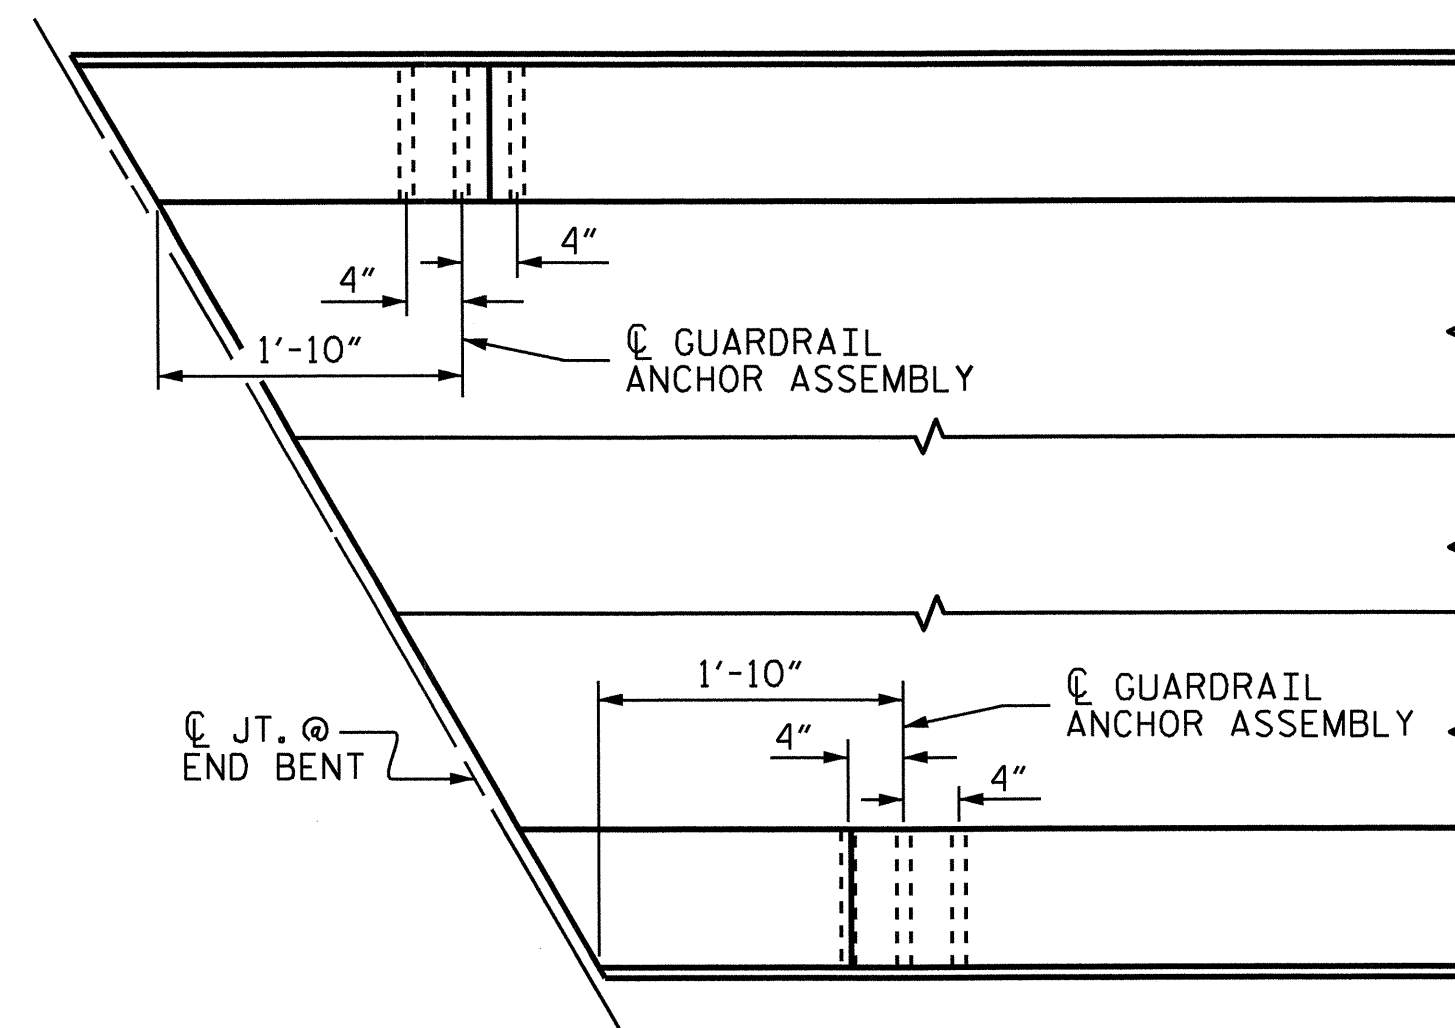 4"
4"
1'-10"
℄ GUARDRAIL
ANCHOR ASSEMBLY
1'-10"
℄ GUARDRAIL
ANCHOR ASSEMBLY
℄ JT. @
END BENT
4"
4"